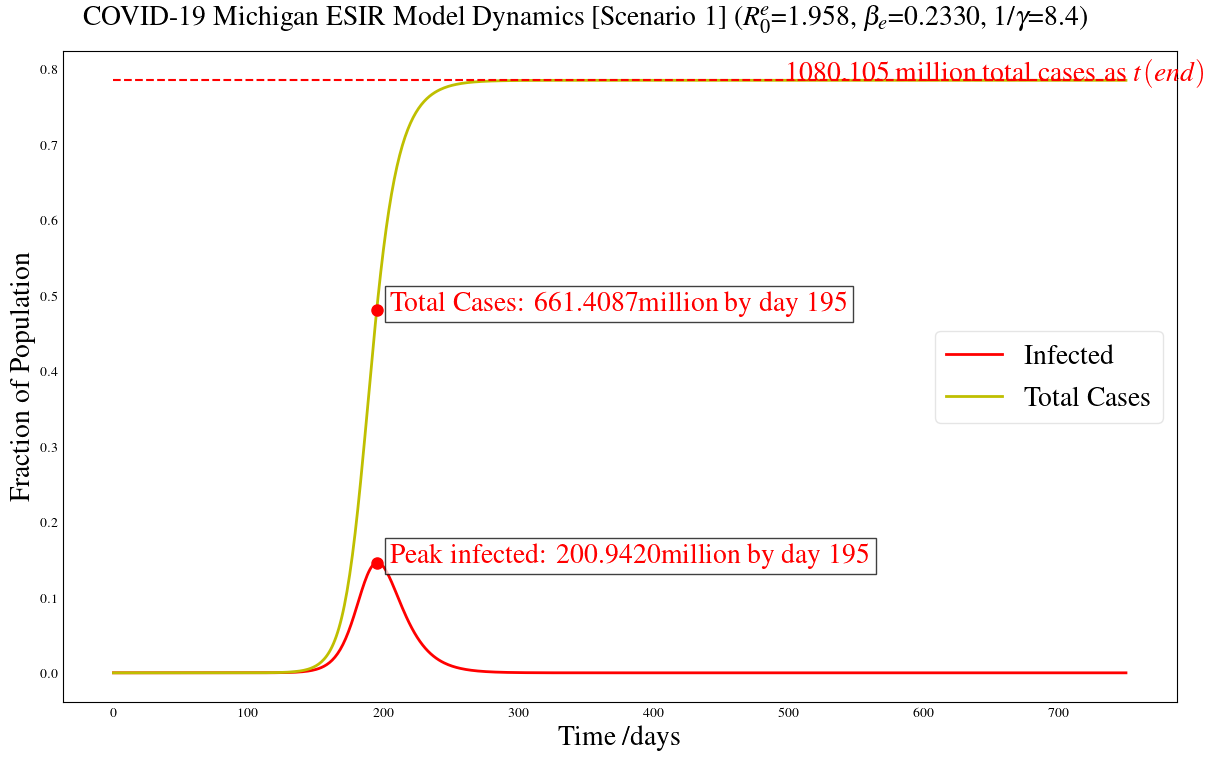 COVID-19 Michigan ESIR Model Dynamics [Scenario 1] (R₀ᵉ=1.958, βₑ=0.2330, 1/γ=8.4)
0.8
0.7
0.6
0.5
0.4
0.3
0.2
0.1
0.0
Fraction of Population
1080.105 million total cases as t(end)
Total Cases: 661.4087million by day 195
Infected
Total Cases
Peak infected: 200.9420million by day 195
0 100 200 300 400 500 600 700
Time /days